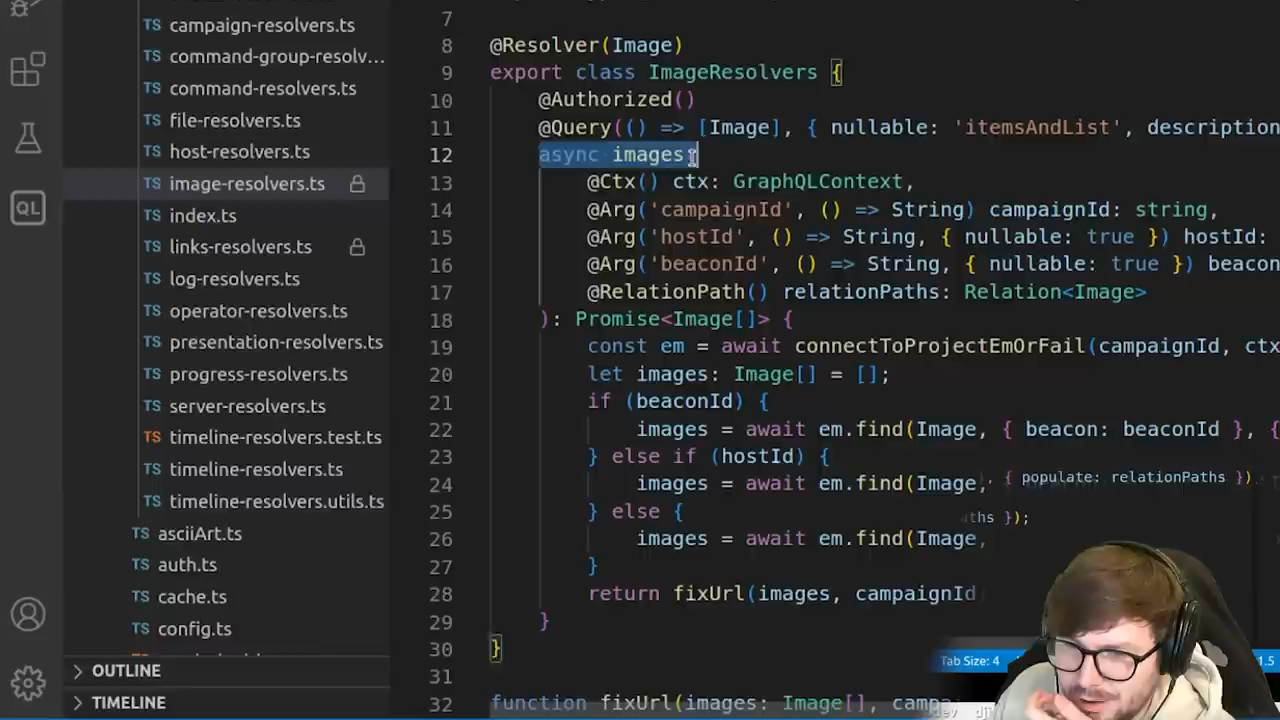 campaign-resolvers.ts
command-group-resolv...
command-resolvers.ts
file-resolvers.ts
host-resolvers.ts
image-resolvers.ts
index.ts
links-resolvers.ts
log-resolvers.ts
operator-resolvers.ts
presentation-resolvers.ts
progress-resolvers.ts
server-resolvers.ts
timeline-resolvers.test.ts
timeline-resolvers.ts
timeline-resolvers.utils.ts
asciiArt.ts
auth.ts
cache.ts
config.ts
OUTLINE
TIMELINE
QL
7
8 @Resolver(Image)
9 export class ImageResolvers {
10 @Authorized()
11 @Query(() => [Image], { nullable: 'itemsAndList', description
12 async images(
13 @Ctx() ctx: GraphQLContext,
14 @Arg('campaignId', () => String) campaignId: string,
15 @Arg('hostId', () => String, { nullable: true }) hostId:
16 @Arg('beaconId', () => String, { nullable: true }) beacon
17 @RelationPath() relationPaths: Relation<Image>
18 ): Promise<Image[]> {
19 const em = await connectToProjectEmOrFail(campaignId, ctx
20 let images: Image[] = [];
21 if (beaconId) {
22 images = await em.find(Image, { beacon: beaconId }, {
23 } else if (hostId) {
24 images = await em.find(Image, { populate: relationPaths })
25 } else { aths });
26 images = await em.find(Image,
27 }
28 return fixUrl(images, campaignId
29 }
30 }
31
32 function fixUrl(images: Image[], campa
Tab Size: 4